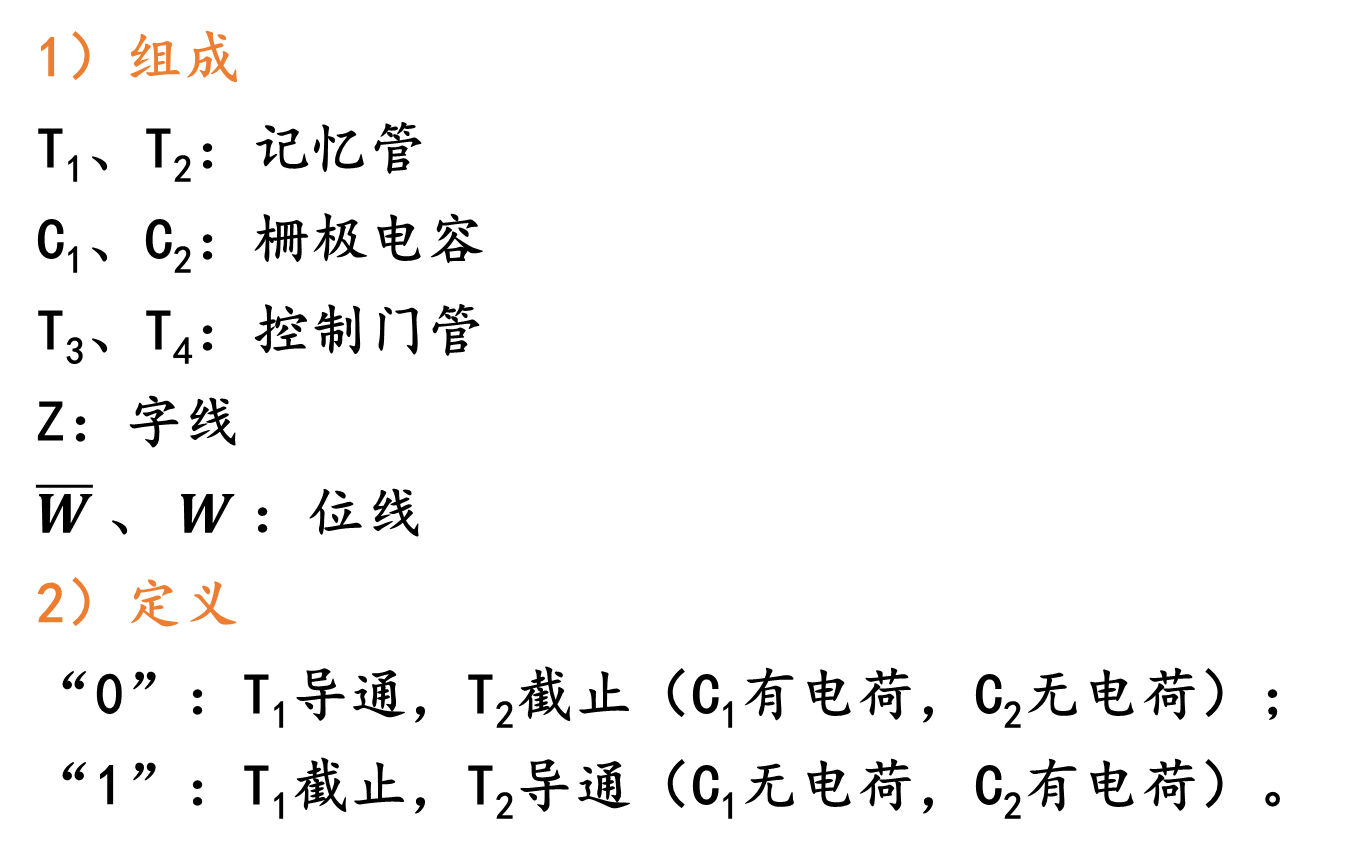 1）组成
T₁、T₂：记忆管
C₁、C₂：栅极电容
T₃、T₄：控制门管
Z：字线
W̅、W：位线
2）定义
“0”：T₁导通，T₂截止（C₁有电荷，C₂无电荷）；
“1”：T₁截止，T₂导通（C₁无电荷，C₂有电荷）。